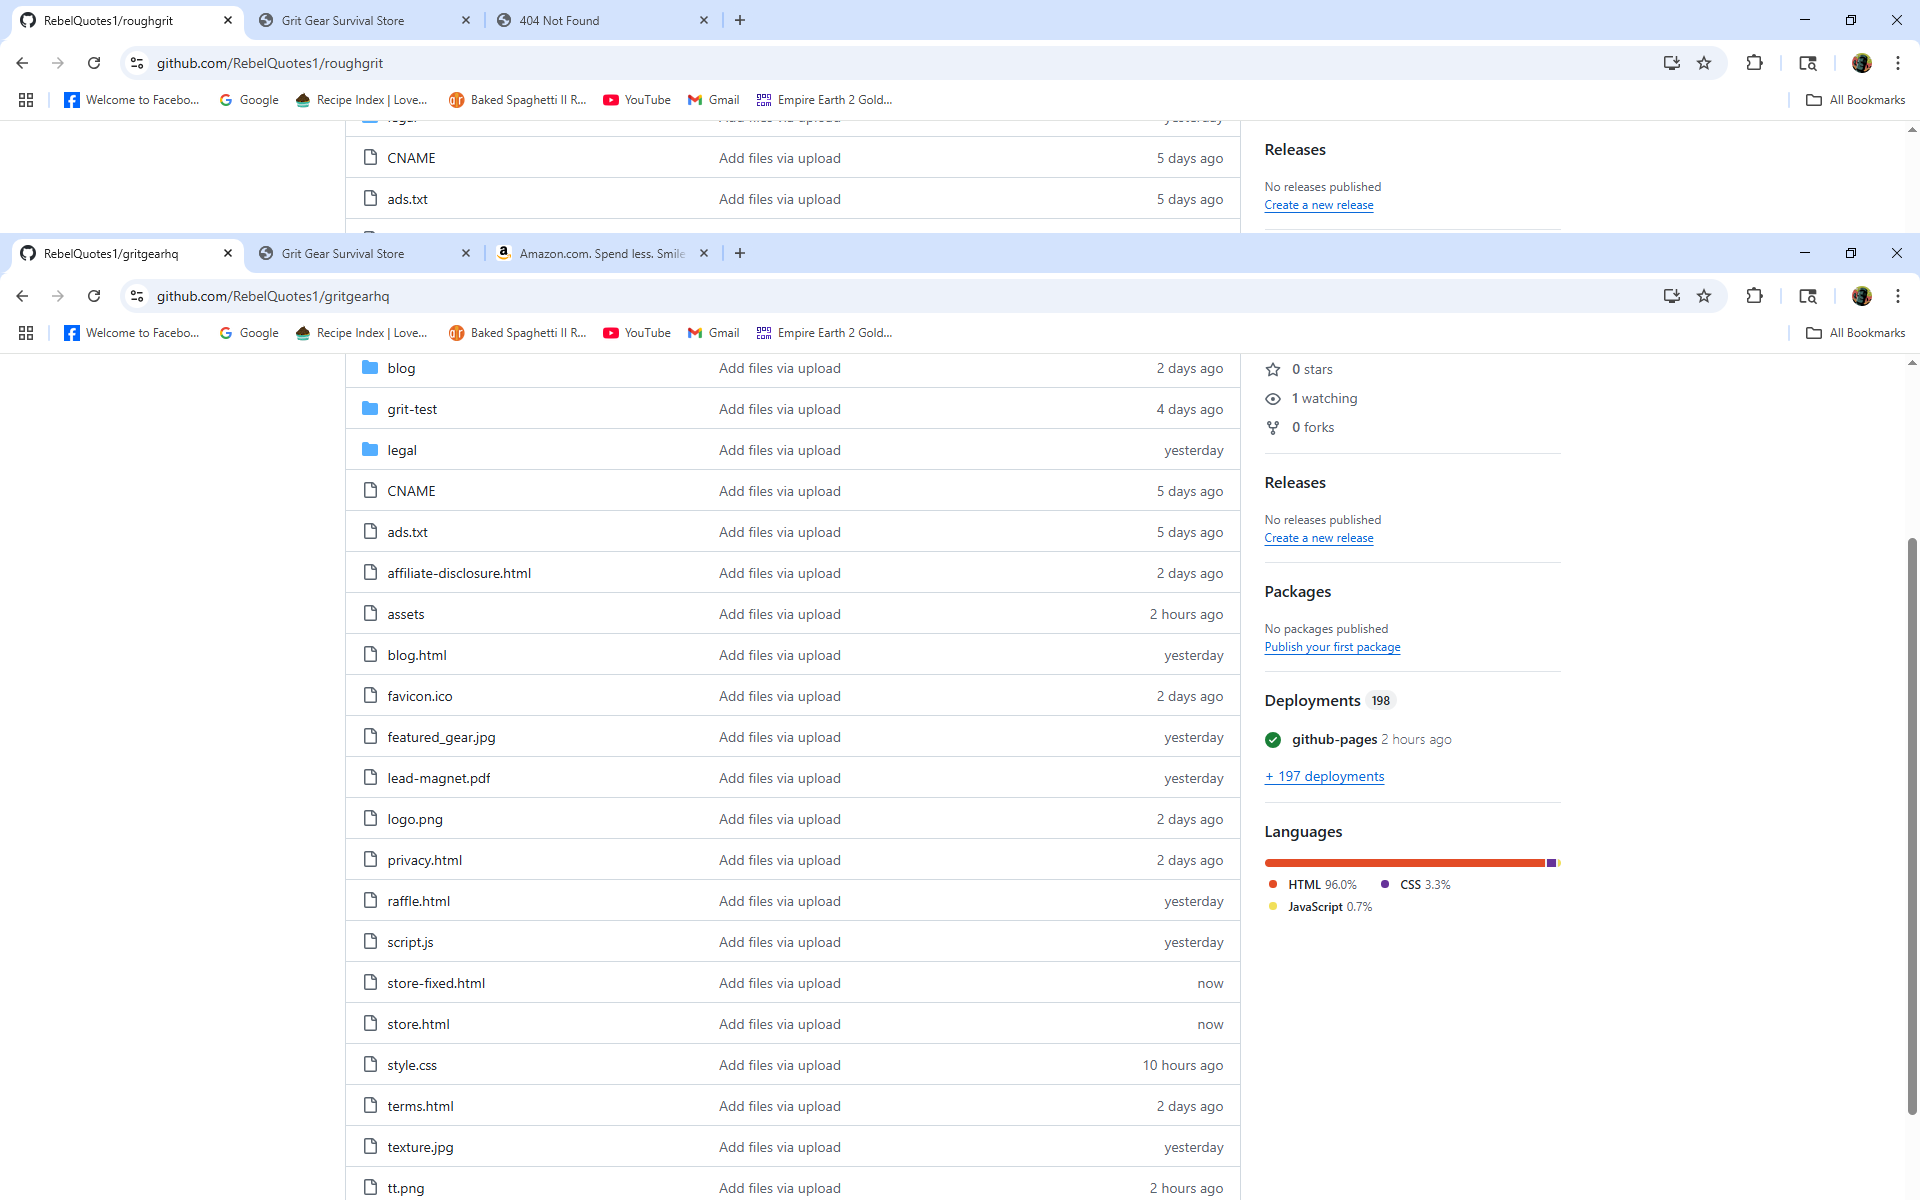 RebelQuotes1/roughgrit
Grit Gear Survival Store
404 Not Found
github.com/RebelQuotes1/roughgrit
Welcome to Facebo...
Google
Recipe Index | Love...
Baked Spaghetti II R...
YouTube
Gmail
Empire Earth 2 Gold...
All Bookmarks
legal Add files via upload yesterday
CNAME Add files via upload 5 days ago
ads.txt Add files via upload 5 days ago
Releases
No releases published
Create a new release
RebelQuotes1/gritgearhq
Grit Gear Survival Store
Amazon.com. Spend less. Smile
github.com/RebelQuotes1/gritgearhq
Welcome to Facebo...
Google
Recipe Index | Love...
Baked Spaghetti II R...
YouTube
Gmail
Empire Earth 2 Gold...
All Bookmarks
blog Add files via upload 2 days ago
grit-test Add files via upload 4 days ago
legal Add files via upload yesterday
CNAME Add files via upload 5 days ago
ads.txt Add files via upload 5 days ago
affiliate-disclosure.html Add files via upload 2 days ago
assets Add files via upload 2 hours ago
blog.html Add files via upload yesterday
favicon.ico Add files via upload 2 days ago
featured_gear.jpg Add files via upload yesterday
lead-magnet.pdf Add files via upload yesterday
logo.png Add files via upload 2 days ago
privacy.html Add files via upload 2 days ago
raffle.html Add files via upload yesterday
script.js Add files via upload yesterday
store-fixed.html Add files via upload now
store.html Add files via upload now
style.css Add files via upload 10 hours ago
terms.html Add files via upload 2 days ago
texture.jpg Add files via upload yesterday
tt.png Add files via upload 2 hours ago
0 stars
1 watching
0 forks
Releases
No releases published
Create a new release
Packages
No packages published
Publish your first package
Deployments 198
github-pages 2 hours ago
+ 197 deployments
Languages
HTML 96.0%
CSS 3.3%
JavaScript 0.7%